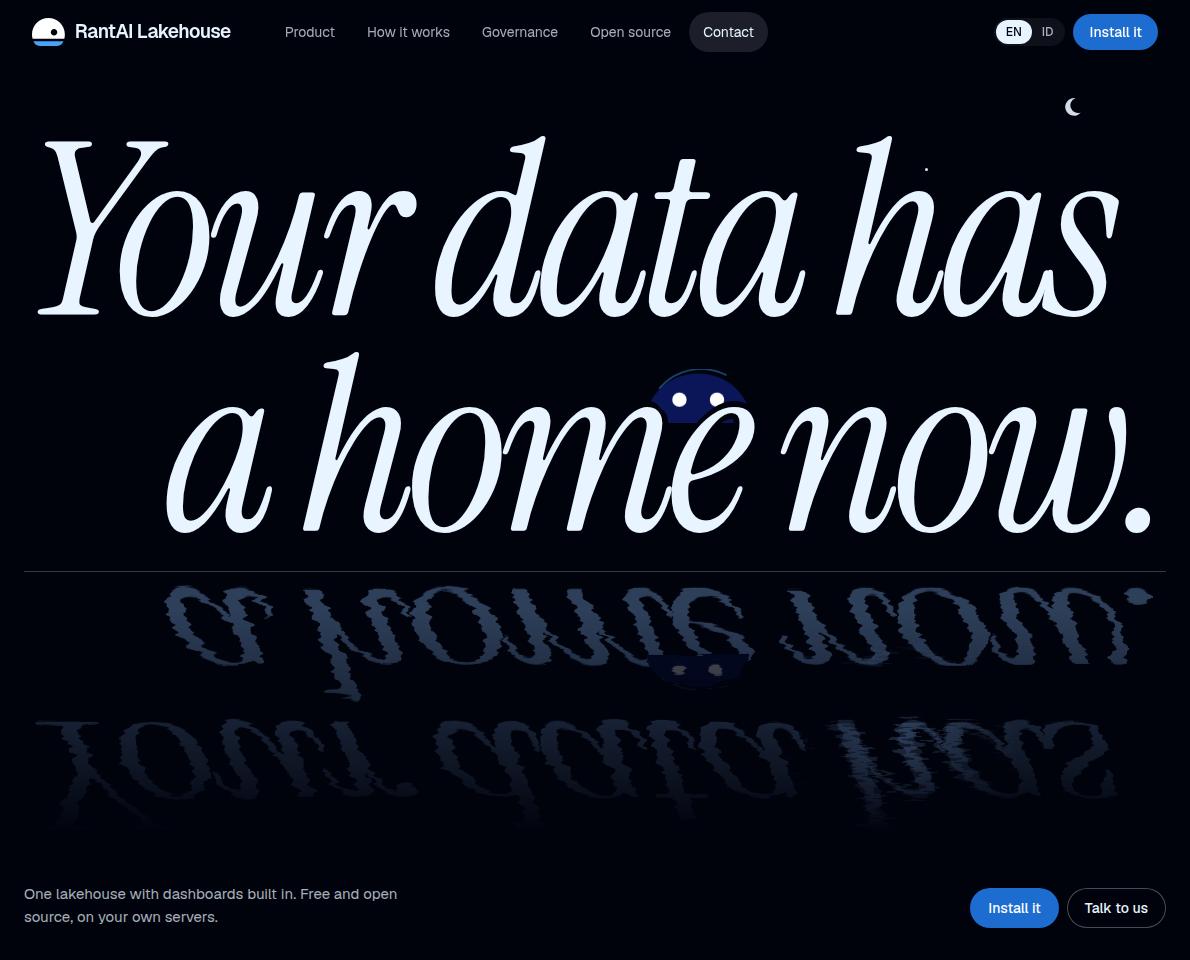 RantAI Lakehouse
Product
How it works
Governance
Open source
Contact
EN
ID
Install it
Your data has
a home now.
One lakehouse with dashboards built in. Free and open
source, on your own servers.
Install it
Talk to us